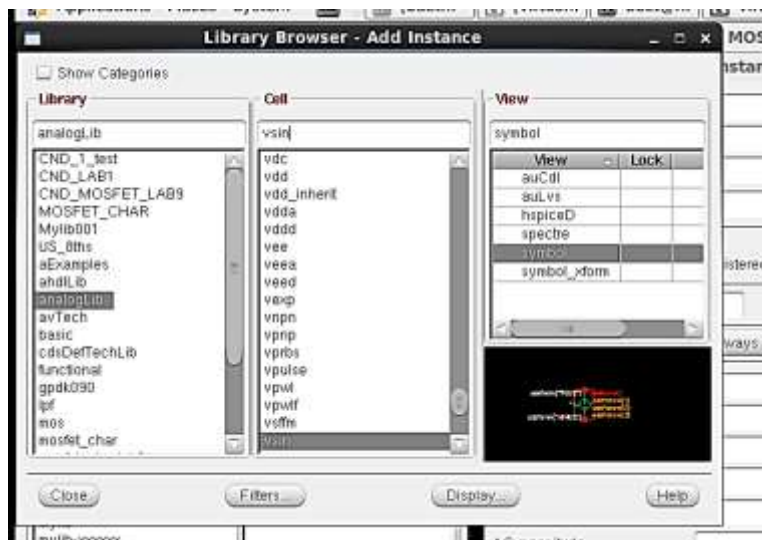 Library Browser - Add Instance
MOS
Show Categories
Library
Cell
View
analogLib
vsin
symbol
CND_1_test
CND_LAB1
CND_MOSFET_LAB9
MOSFET_CHAR
Mylib001
US_8ths
aExamples
ahdlLib
analogLib
avTech
basic
cdsDefTechLib
functional
gpdk090
ipf
mos
mosfet_char
vdc
vdd
vdd_inherit
vdda
vddd
vee
veea
veed
vexp
vnpn
vpnp
vprbs
vpulse
vpwl
vpwlf
vsffm
vsin
View Lock
auCdl
auLvs
hspiceD
spectre
symbol
symbol_xform
ways
Close
Filters...
Display...
Help